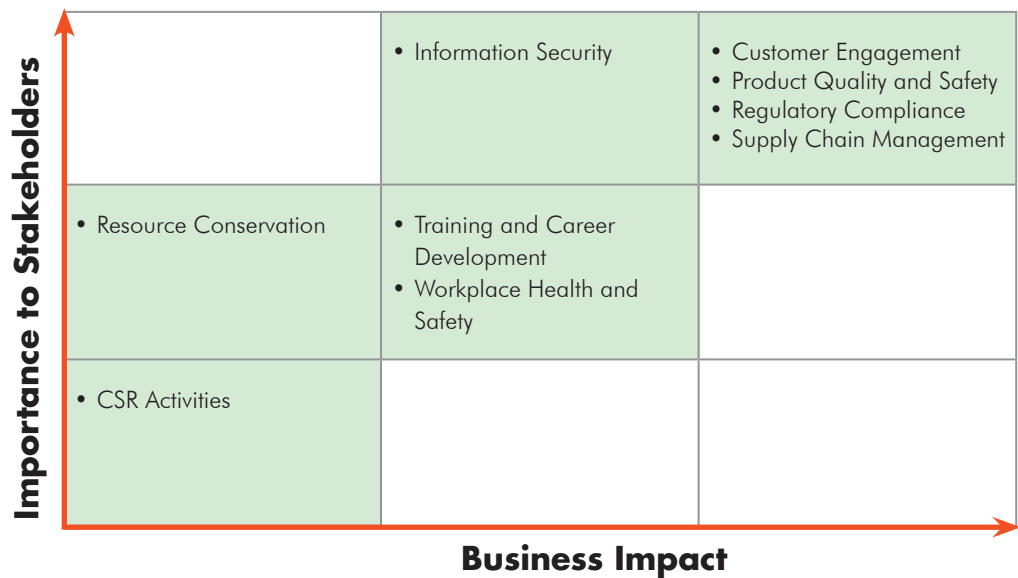 Importance to Stakeholders
• Information Security
• Customer Engagement
• Product Quality and Safety
• Regulatory Compliance
• Supply Chain Management
• Resource Conservation
• Training and Career
Development
• Workplace Health and
Safety
• CSR Activities
Business Impact